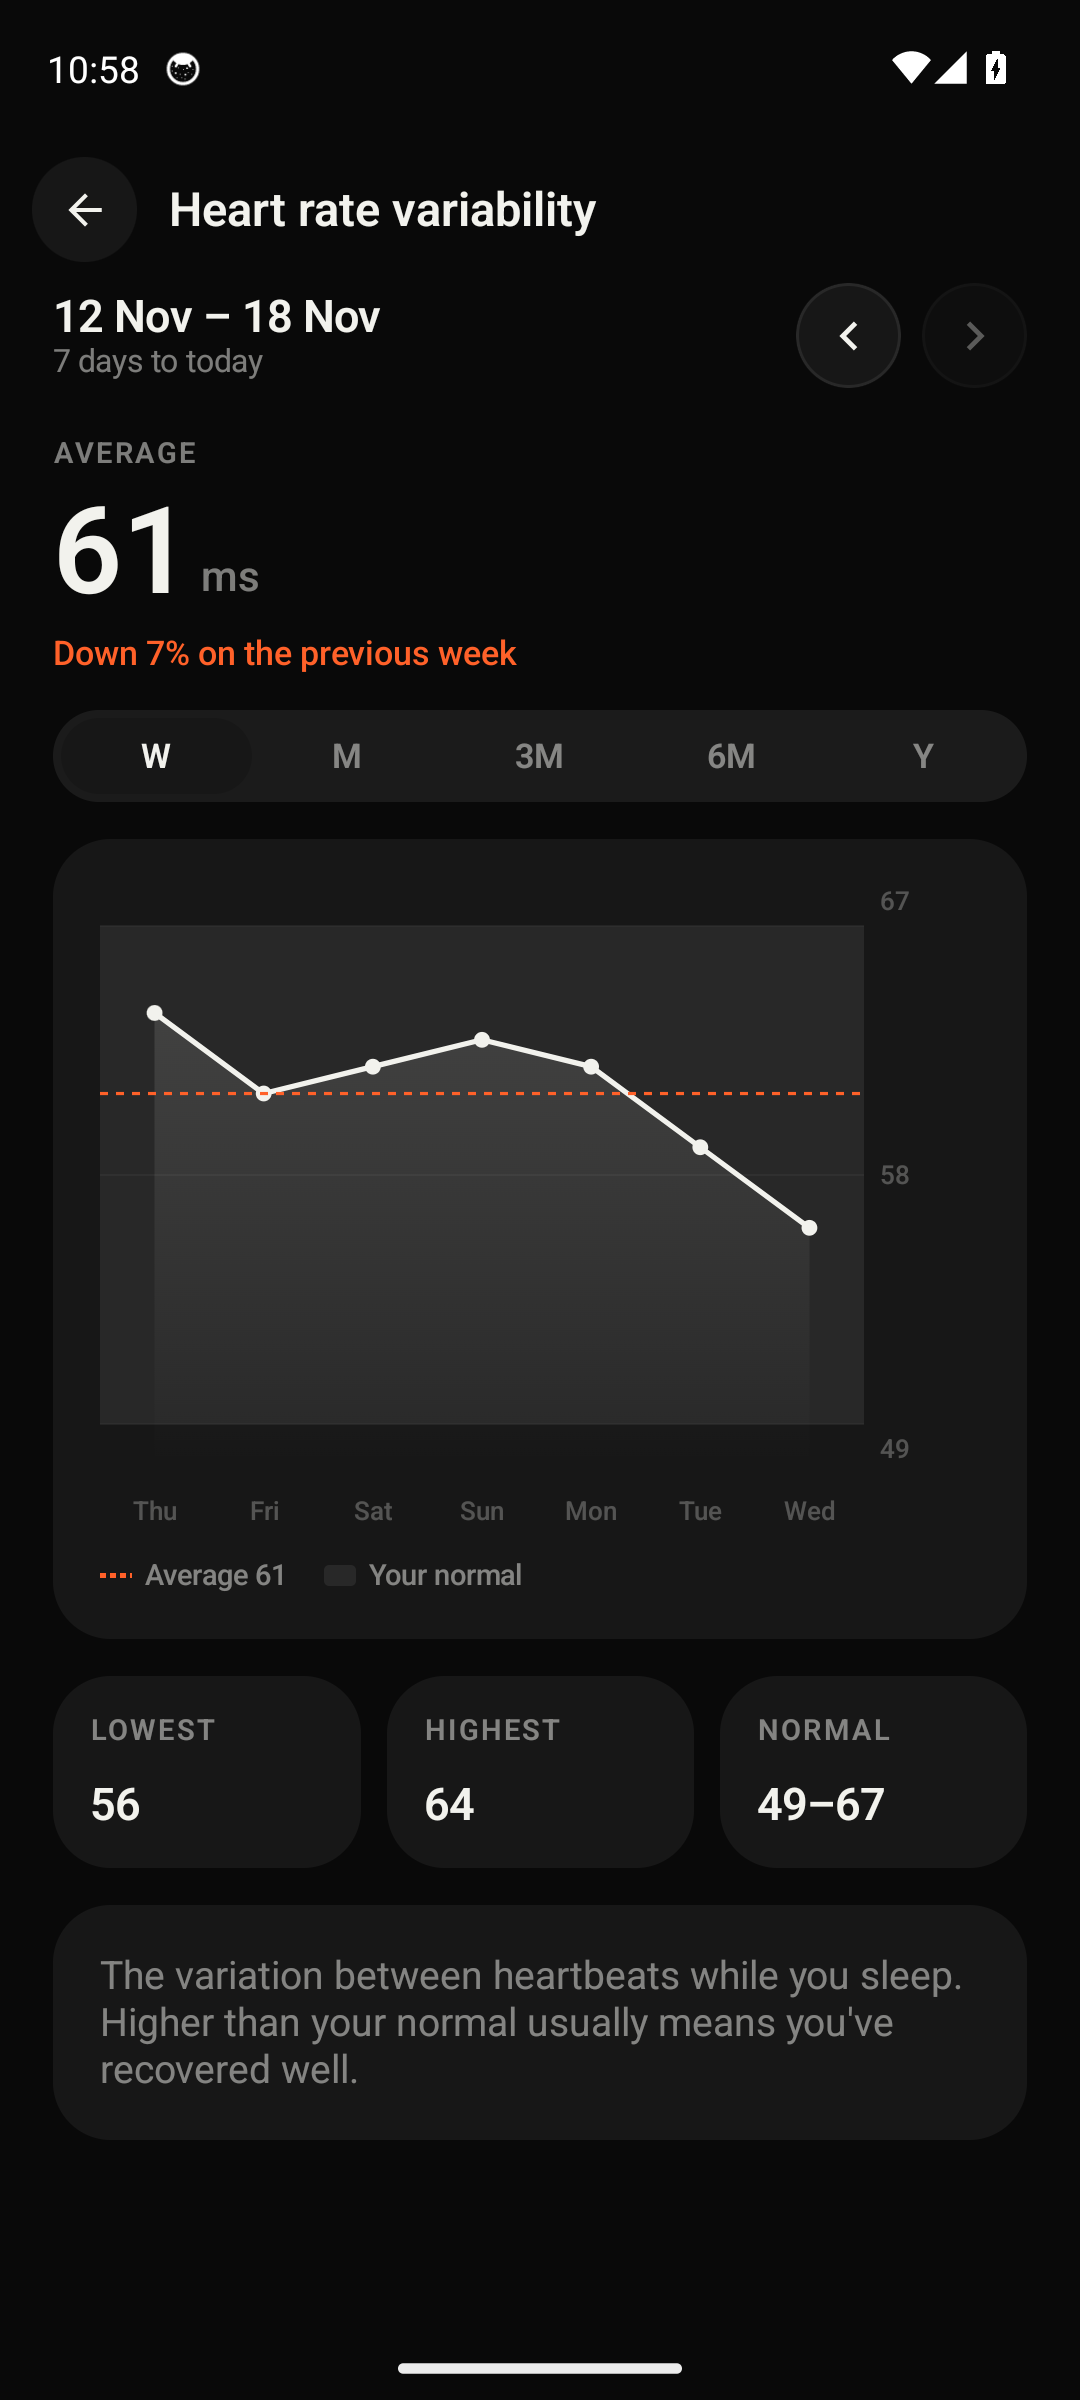 10:58
Heart rate variability
12 Nov – 18 Nov
7 days to today
AVERAGE
61 ms
Down 7% on the previous week
W M 3M 6M Y
67
58
49
Thu Fri Sat Sun Mon Tue Wed
Average 61 Your normal
LOWEST HIGHEST NORMAL
56 64 49–67
The variation between heartbeats while you sleep.
Higher than your normal usually means you've
recovered well.